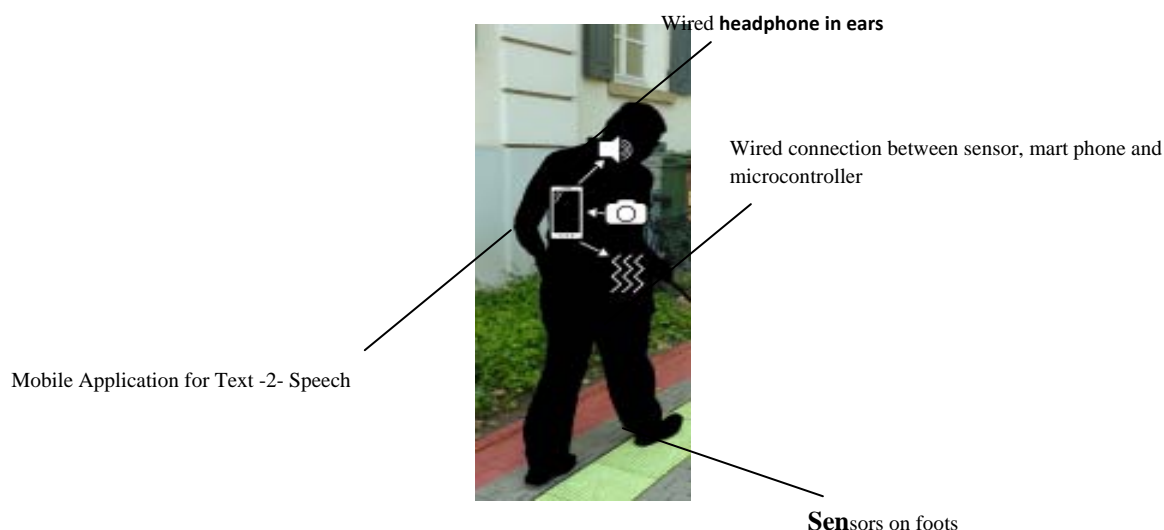 Wired headphone in ears
Wired connection between sensor, mart phone and
microcontroller
Mobile Application for Text -2- Speech
Sensors on foots